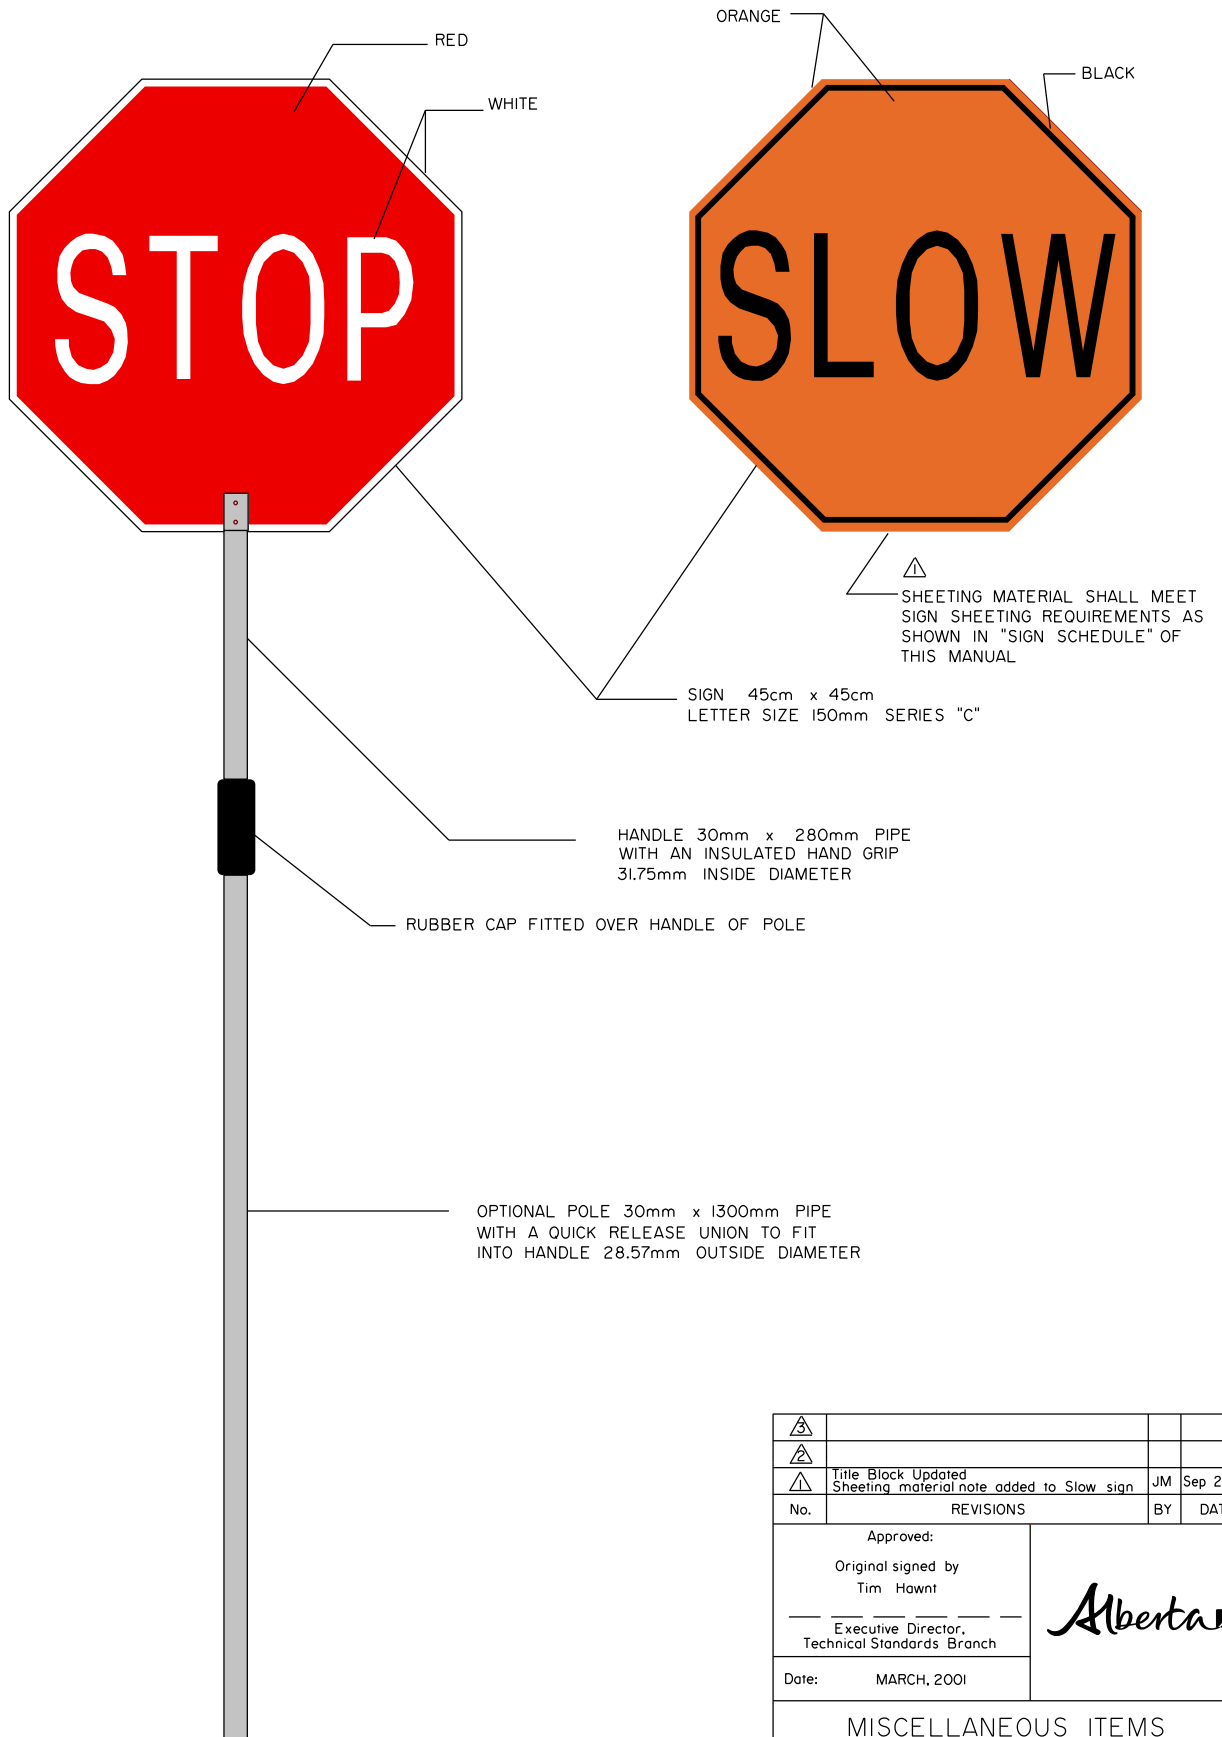 ORANGE
RED
BLACK
WHITE
STOP
SLOW
1
SHEETING MATERIAL SHALL MEET
SIGN SHEETING REQUIREMENTS AS
SHOWN IN "SIGN SCHEDULE" OF
THIS MANUAL
SIGN 45cm x 45cm
LETTER SIZE 150mm SERIES "C"
HANDLE 30mm x 280mm PIPE
WITH AN INSULATED HAND GRIP
31.75mm INSIDE DIAMETER
RUBBER CAP FITTED OVER HANDLE OF POLE
OPTIONAL POLE 30mm x 1300mm PIPE
WITH A QUICK RELEASE UNION TO FIT
INTO HANDLE 28.57mm OUTSIDE DIAMETER
3
2
1 Title Block Updated
Sheeting material note added to Slow sign JM Sep 2
No. REVISIONS BY DAT
Approved:
Original signed by
Tim Hawnt
Executive Director,
Technical Standards Branch
Alberta
Date: MARCH, 2001
MISCELLANEOUS ITEMS